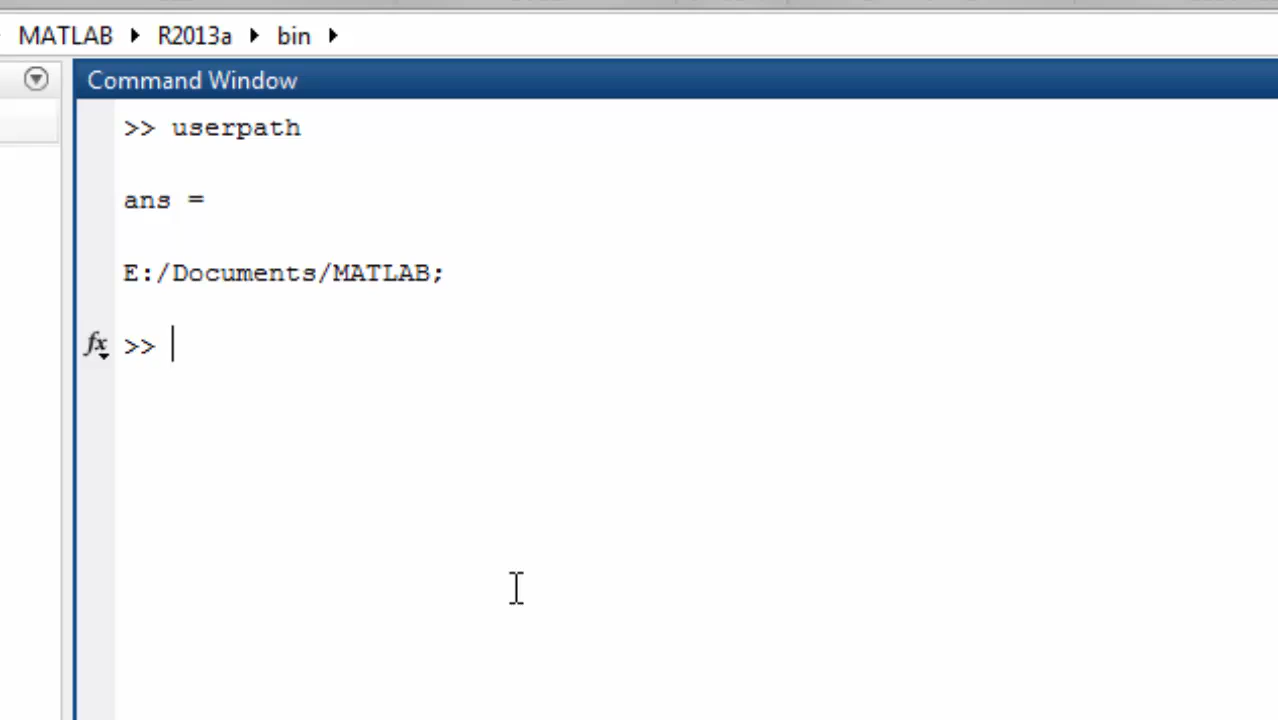 MATLAB ▸ R2013a ▸ bin ▸
Command Window
>> userpath
ans =
E:/Documents/MATLAB;
fx >>